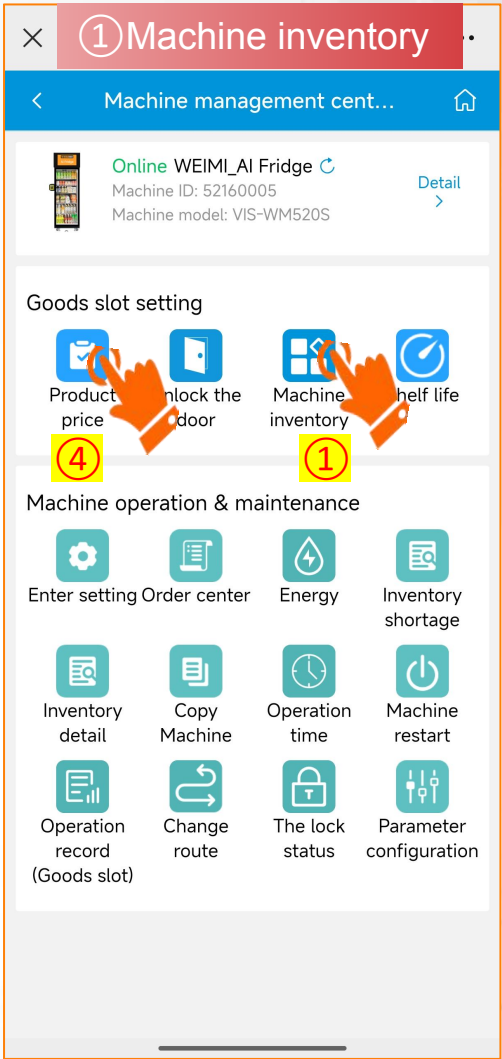 ①Machine inventory
Machine management cent...
Online WEIMI_AI Fridge
Machine ID: 52160005
Machine model: VIS-WM520S
Detail
Goods slot setting
Product price
nlock the door
Machine inventory
helf life
④
①
Machine operation & maintenance
Enter setting
Order center
Energy
Inventory shortage
Inventory detail
Copy Machine
Operation time
Machine restart
Operation record (Goods slot)
Change route
The lock status
Parameter configuration